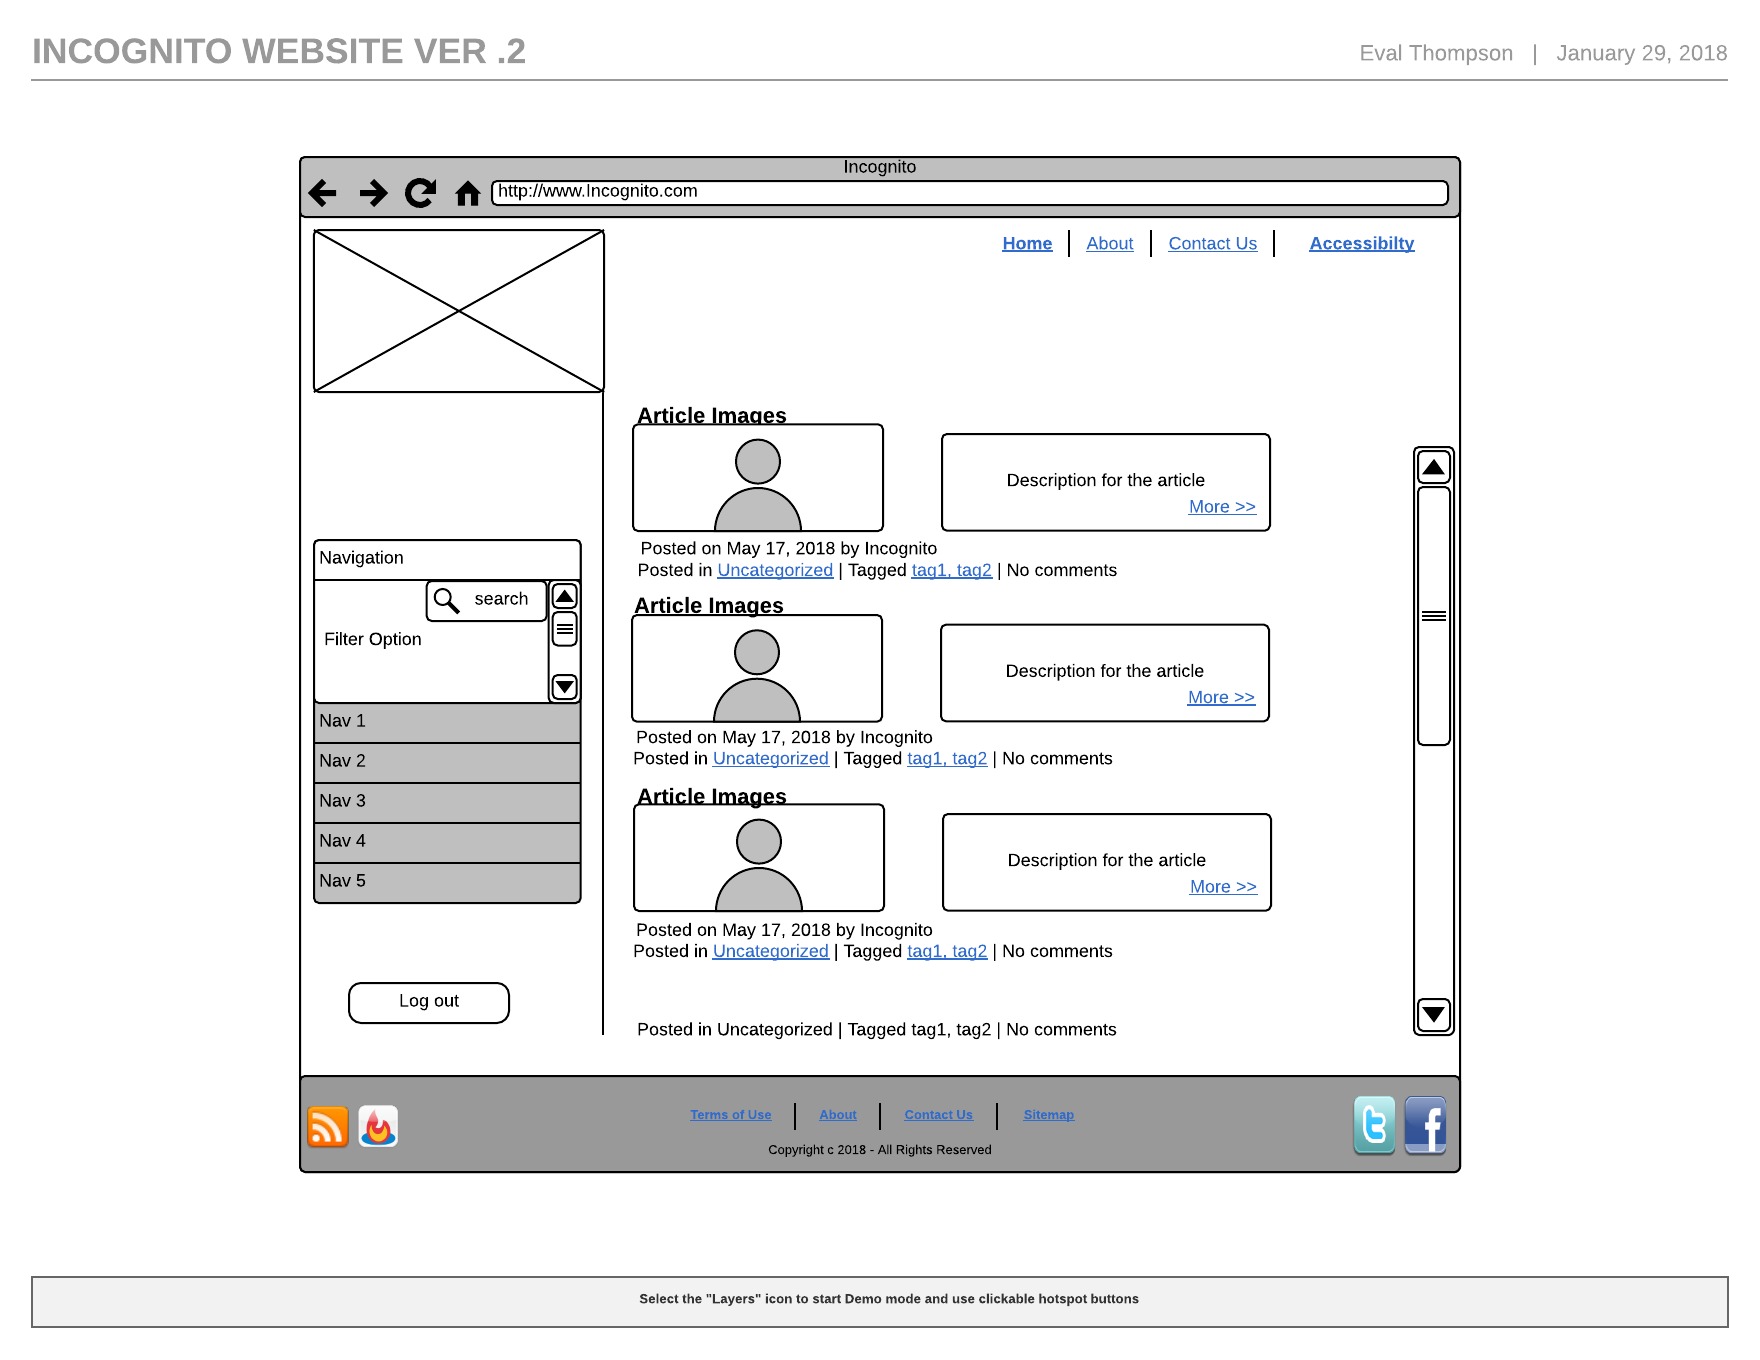 INCOGNITO WEBSITE VER .2
Eval Thompson | January 29, 2018
Incognito
http://www.Incognito.com
Home | About | Contact Us | Accessibilty
Article Images
Description for the article
More >>
Posted on May 17, 2018 by Incognito
Posted in Uncategorized | Tagged tag1, tag2 | No comments
Navigation
search
Filter Option
Nav 1
Nav 2
Nav 3
Nav 4
Nav 5
Log out
Article Images
Description for the article
More >>
Posted on May 17, 2018 by Incognito
Posted in Uncategorized | Tagged tag1, tag2 | No comments
Article Images
Description for the article
More >>
Posted on May 17, 2018 by Incognito
Posted in Uncategorized | Tagged tag1, tag2 | No comments
Posted in Uncategorized | Tagged tag1, tag2 | No comments
Terms of Use | About | Contact Us | Sitemap
Copyright c 2018 - All Rights Reserved
Select the "Layers" icon to start Demo mode and use clickable hotspot buttons